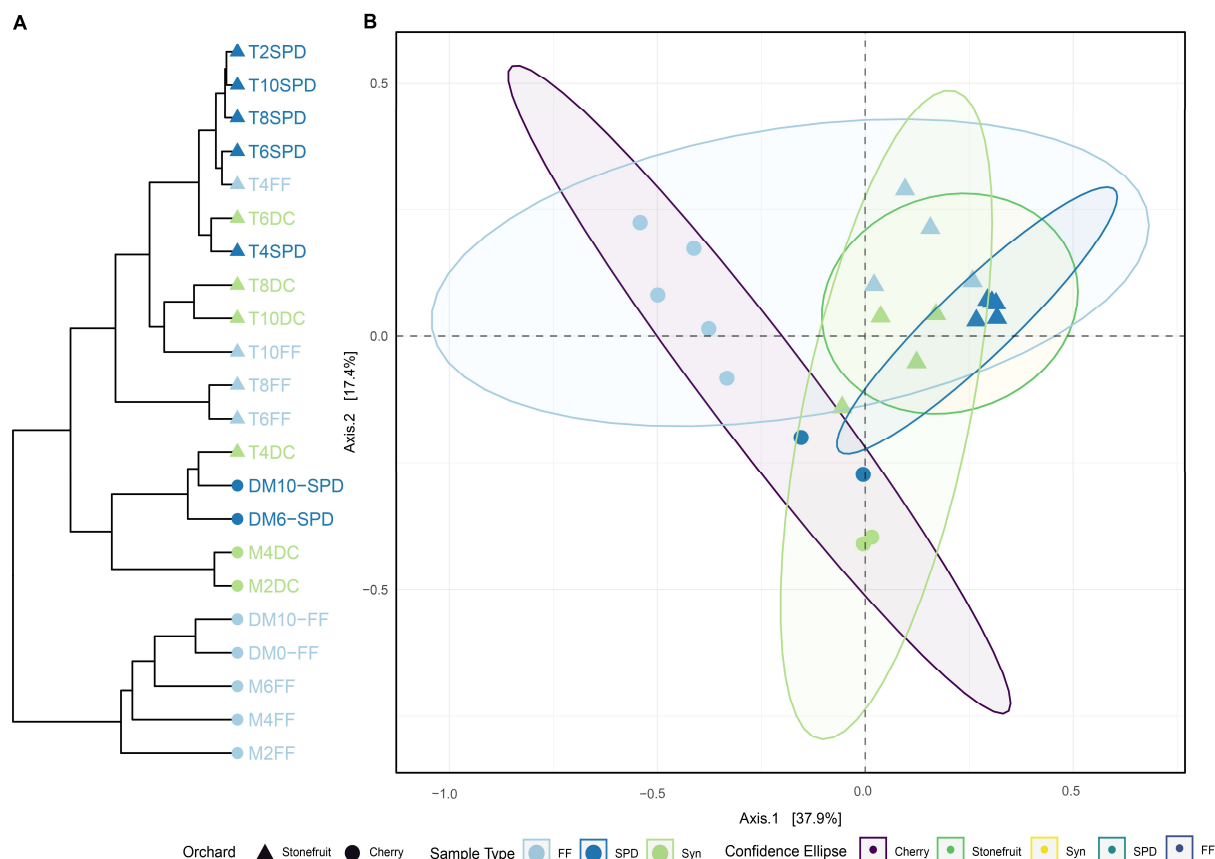 A
T2SPD
T10SPD
T8SPD
T6SPD
T4FF
T6DC
T4SPD
T8DC
T10DC
T10FF
T8FF
T6FF
T4DC
DM10−SPD
DM6−SPD
M4DC
M2DC
DM10−FF
DM0−FF
M6FF
M4FF
M2FF
B
0.5
0.0
−0.5
Axis.2 [17.4%]
−1.0 −0.5 0.0 0.5
Axis.1 [37.9%]
Orchard Stonefruit Cherry Sample Type FF SPD Syn Confidence Ellipse Cherry Stonefruit Syn SPD FF